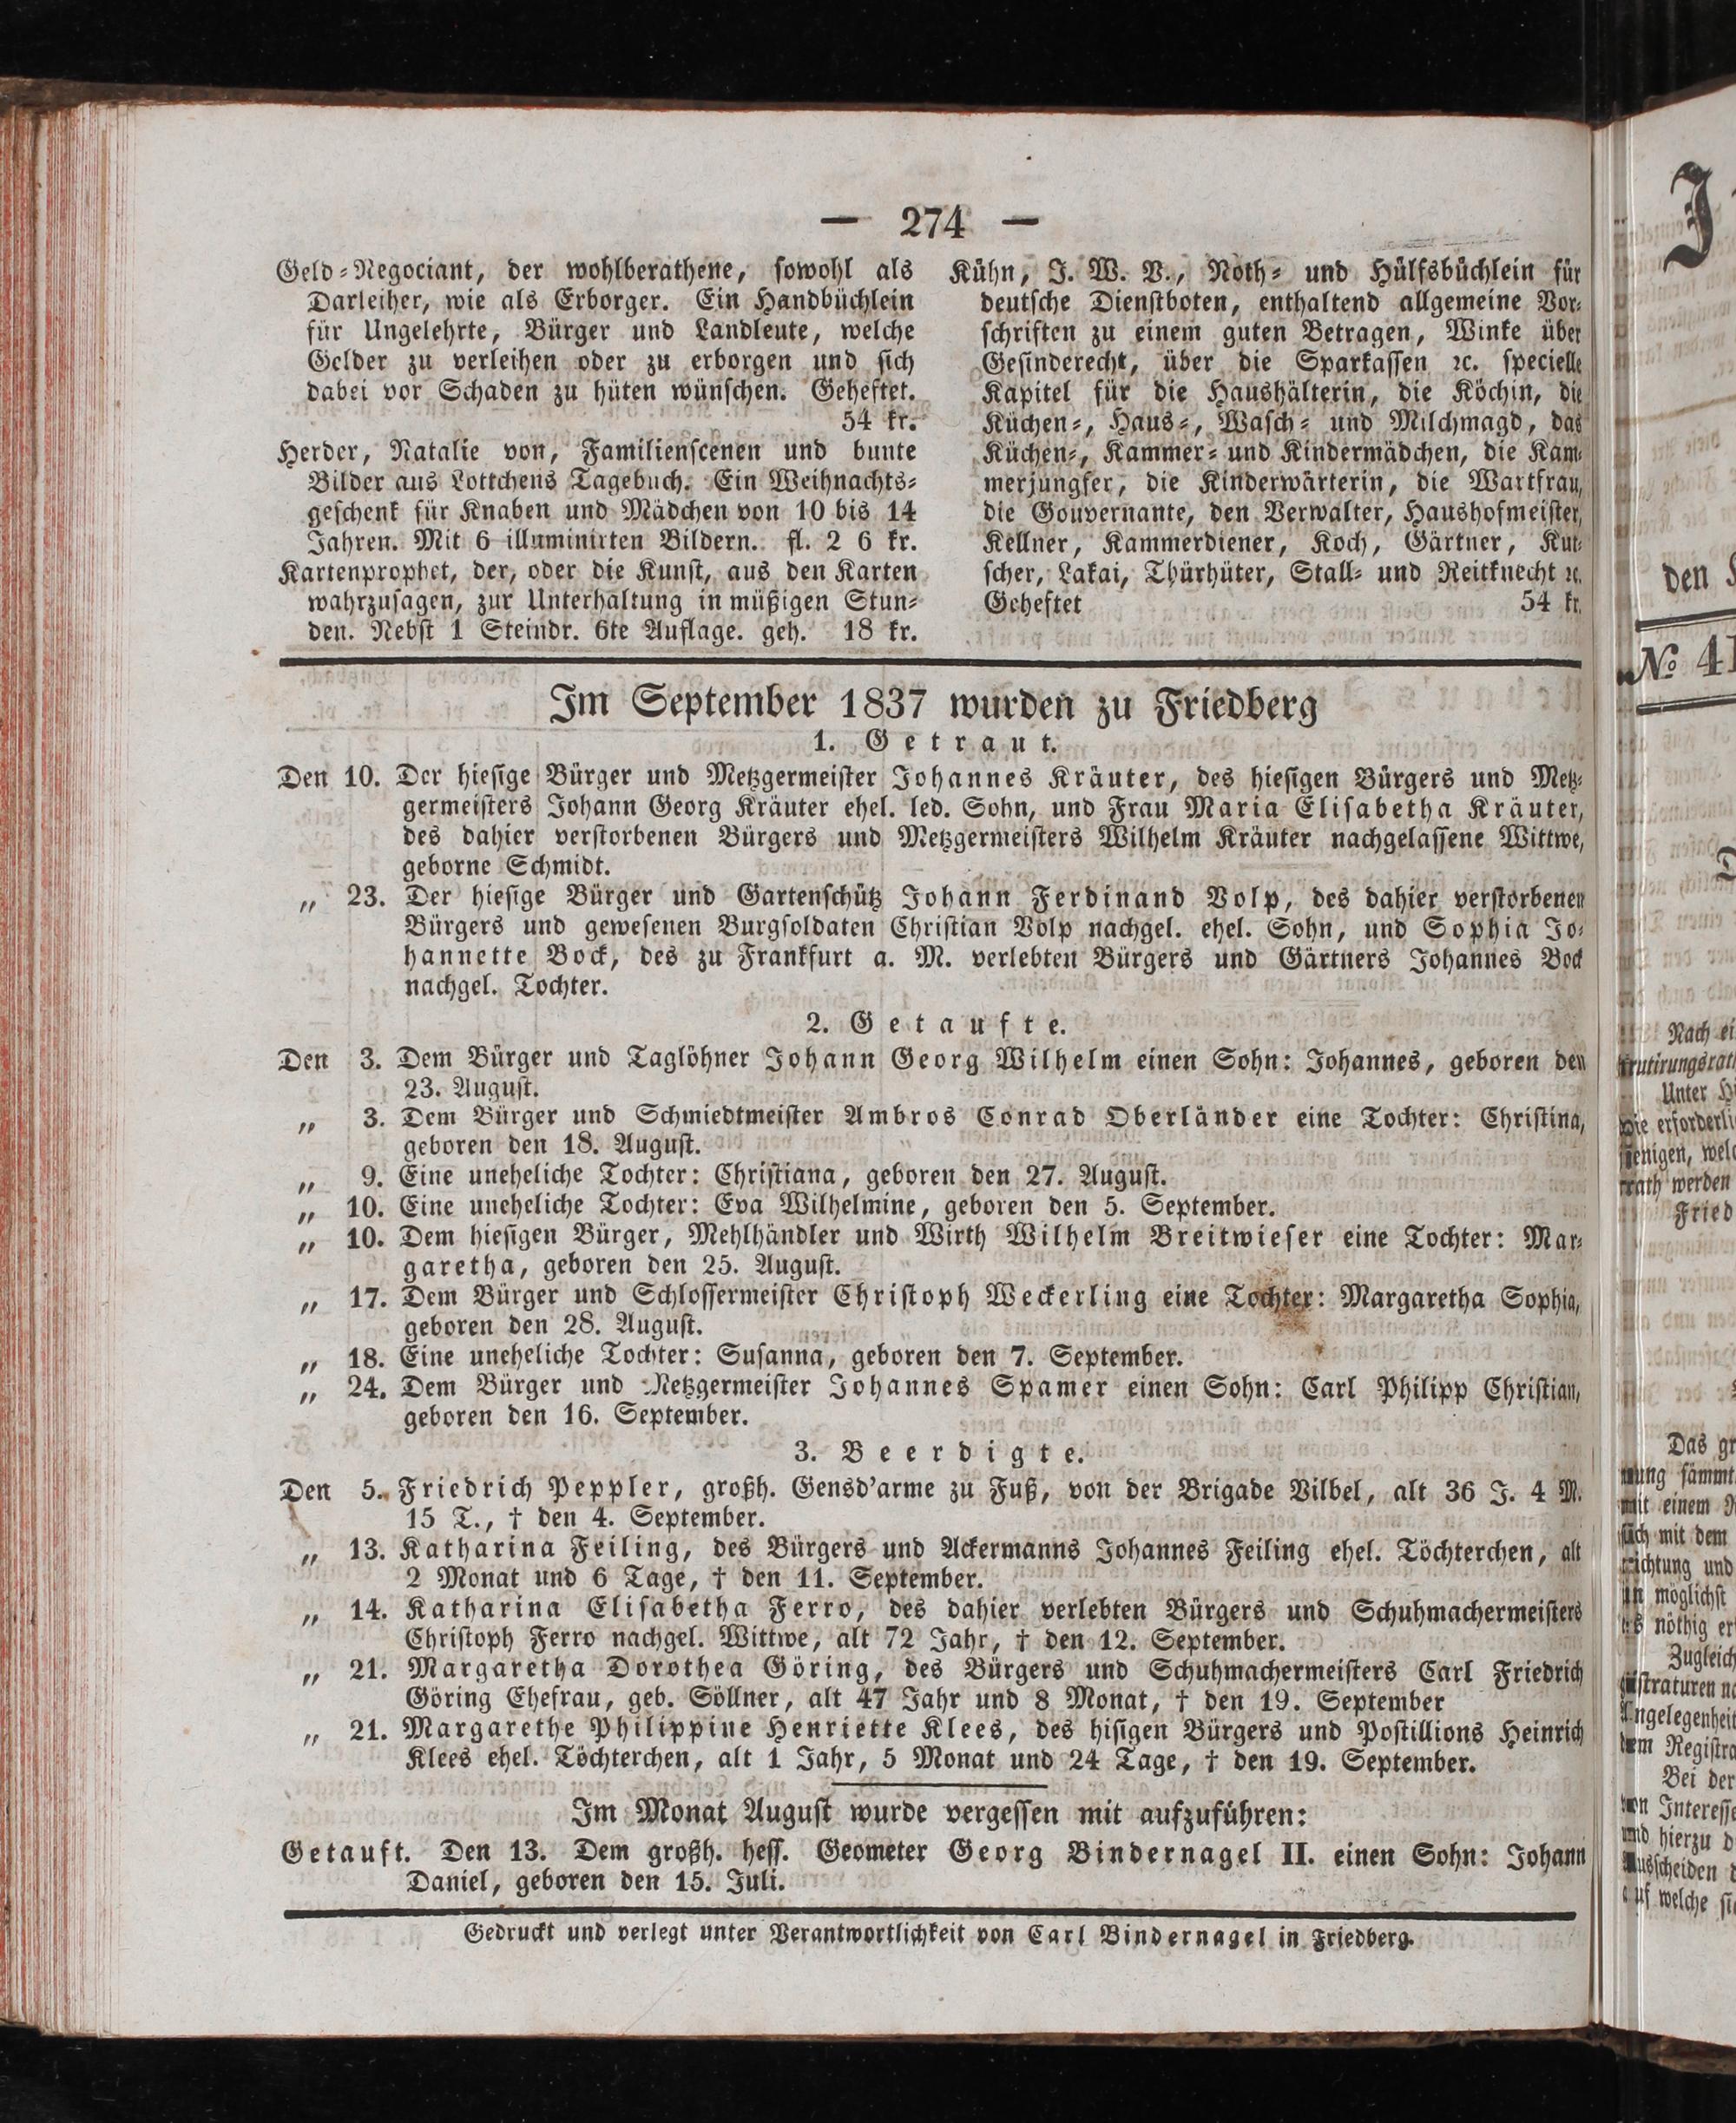 — 274 —
Geld-Negociant, der wohlberathene, sowohl als
Darleiher, wie als Erborger. Ein Handbüchlein
für Ungelehrte, Bürger und Landleute, welche
Gelder zu verleihen oder zu erborgen und sich
dabei vor Schaden zu hüten wünschen. Geheftet.
54 kr.
Herder, Natalie von, Familienscenen und bunte
Bilder aus Lottchens Tagebuch. Ein Weihnachts-
geschenk für Knaben und Mädchen von 10 bis 14
Jahren. Mit 6 illuminirten Bildern. fl. 2 6 kr.
Kartenprophet, der, oder die Kunst, aus den Karten
wahrzusagen, zur Unterhaltung in müßigen Stun-
den. Nebst 1 Steindr. 6te Auflage. geh. 18 kr.
Kühn, J. W. V., Noth- und Hülfsbüchlein für
deutsche Dienstboten, enthaltend allgemeine Vor-
schriften zu einem guten Betragen, Winke über
Gesinderecht, über die Sparkassen ꝛc. specielle
Kapitel für die Haushälterin, die Köchin, die
Küchen-, Haus-, Wasch- und Milchmagd, das
Küchen-, Kammer- und Kindermädchen, die Kam-
merjungfer, die Kinderwärterin, die Wartfrau,
die Gouvernante, den Verwalter, Haushofmeister,
Kellner, Kammerdiener, Koch, Gärtner, Kut-
scher, Lakai, Thürhüter, Stall- und Reitknecht ꝛc.
Geheftet 54 kr.
Im September 1837 wurden zu Friedberg
1. Getraut.
Den 10. Der hiesige Bürger und Metzgermeister Johannes Kräuter, des hiesigen Bürgers und Metz-
germeisters Johann Georg Kräuter ehel. led. Sohn, und Frau Maria Elisabetha Kräuter,
des dahier verstorbenen Bürgers und Metzgermeisters Wilhelm Kräuter nachgelassene Wittwe,
geborne Schmidt.
„ 23. Der hiesige Bürger und Gartenschütz Johann Ferdinand Volp, des dahier verstorbenen
Bürgers und gewesenen Burgsoldaten Christian Volp nachgel. ehel. Sohn, und Sophia Jo-
hannette Bock, des zu Frankfurt a. M. verlebten Bürgers und Gärtners Johannes Bock
nachgel. Tochter.
2. Getaufte.
Den 3. Dem Bürger und Taglöhner Johann Georg Wilhelm einen Sohn: Johannes, geboren den
23. August.
„ 3. Dem Bürger und Schmiedtmeister Ambros Conrad Oberländer eine Tochter: Christina,
geboren den 18. August.
„ 9. Eine uneheliche Tochter: Christiana, geboren den 27. August.
„ 10. Eine uneheliche Tochter: Eva Wilhelmine, geboren den 5. September.
„ 10. Dem hiesigen Bürger, Mehlhändler und Wirth Wilhelm Breitwieser eine Tochter: Mar-
garetha, geboren den 25. August.
„ 17. Dem Bürger und Schlossermeister Christoph Weckerling eine Tochter: Margaretha Sophia,
geboren den 28. August.
„ 18. Eine uneheliche Tochter: Susanna, geboren den 7. September.
„ 24. Dem Bürger und Metzgermeister Johannes Spamer einen Sohn: Carl Philipp Christian,
geboren den 16. September.
3. Beerdigte.
Den 5. Friedrich Peppler, großh. Gensd'arme zu Fuß, von der Brigade Vilbel, alt 36 J. 4 M.
15 T., † den 4. September.
„ 13. Katharina Feiling, des Bürgers und Ackermanns Johannes Feiling ehel. Töchterchen, alt
2 Monat und 6 Tage, † den 11. September.
„ 14. Katharina Elisabetha Ferro, des dahier verlebten Bürgers und Schuhmachermeisters
Christoph Ferro nachgel. Wittwe, alt 72 Jahr, † den 12. September.
„ 21. Margaretha Dorothea Göring, des Bürgers und Schuhmachermeisters Carl Friedrich
Göring Ehefrau, geb. Söllner, alt 47 Jahr und 8 Monat, † den 19. September
„ 21. Margarethe Philippine Henriette Klees, des hisigen Bürgers und Postillions Heinrich
Klees ehel. Töchterchen, alt 1 Jahr, 5 Monat und 24 Tage, † den 19. September.
Im Monat August wurde vergessen mit aufzuführen:
Getauft. Den 13. Dem großh. hess. Geometer Georg Bindernagel II. einen Sohn: Johann
Daniel, geboren den 15. Juli.
Gedruckt und verlegt unter Verantwortlichkeit von Carl Bindernagel in Friedberg.
den
№ 41
Nach
Unter
werden
Fried
Das
mit einem
mit dem
und
möglichst
nöthig
Zugleich
Bei der
hierzu
welche